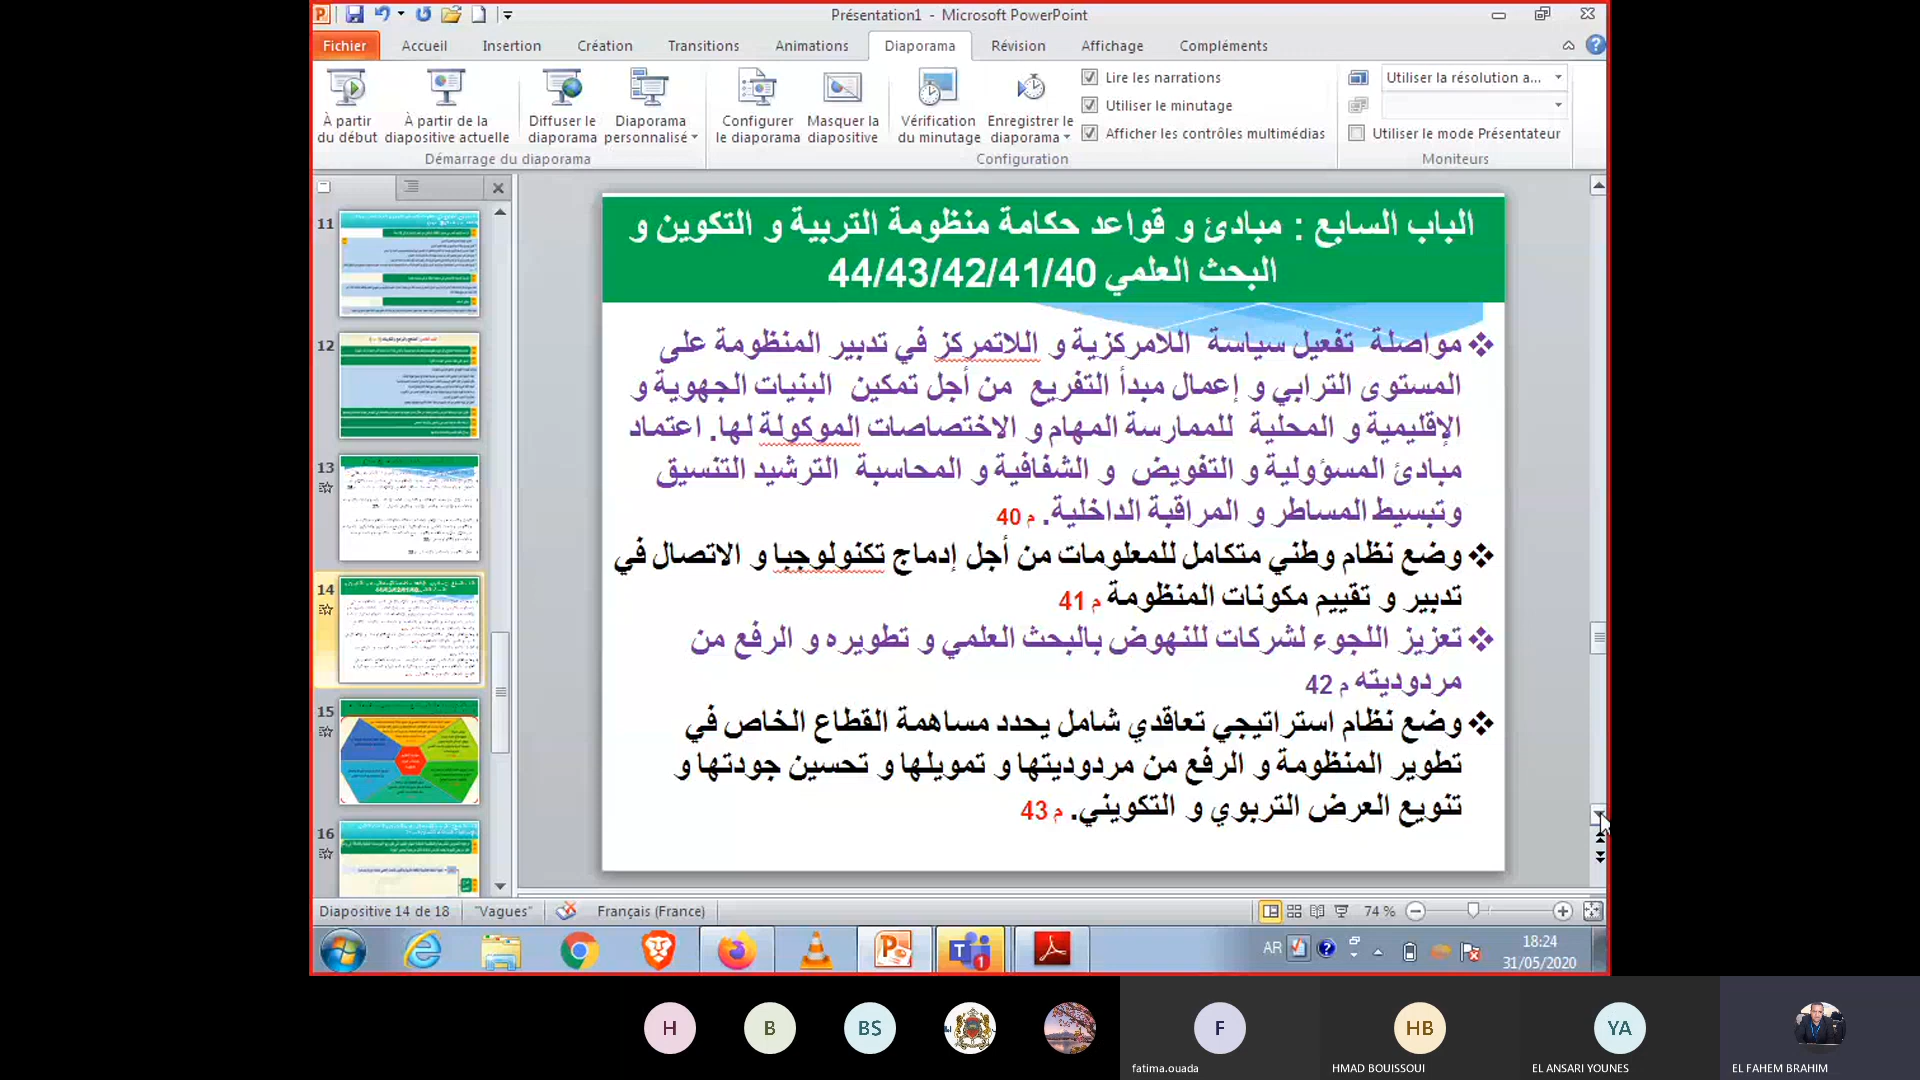 Présentation1 - Microsoft PowerPoint
Fichier Accueil Insertion Création Transitions Animations Diaporama Révision Affichage Compléments
À partir du début
À partir de la diapositive actuelle
Diffuser le diaporama
Diaporama personnalisé
Démarrage du diaporama
Configurer le diaporama
Masquer la diapositive
Vérification du minutage
Enregistrer le diaporama
Lire les narrations
Utiliser le minutage
Afficher les contrôles multimédias
Configuration
Utiliser la résolution a...
Utiliser le mode Présentateur
Moniteurs
11
12
13
14
15
16
الباب السابع : مبادئ و قواعد حكامة منظومة التربية و التكوين و
البحث العلمي 44/43/42/41/40
❖ مواصلة تفعيل سياسة اللامركزية و اللاتمركز في تدبير المنظومة على
المستوى الترابي و إعمال مبدأ التفريع من أجل تمكين البنيات الجهوية و
الإقليمية و المحلية للممارسة المهام و الاختصاصات الموكولة لها. اعتماد
مبادئ المسؤولية و التفويض و الشفافية و المحاسبة الترشيد التنسيق
وتبسيط المساطر و المراقبة الداخلية. م 40
❖ وضع نظام وطني متكامل للمعلومات من أجل إدماج تكنولوجبا و الاتصال في
تدبير و تقييم مكونات المنظومة م 41
❖ تعزيز اللجوء لشركات للنهوض بالبحث العلمي و تطويره و الرفع من
مردوديته م 42
❖ وضع نظام استراتيجي تعاقدي شامل يحدد مساهمة القطاع الخاص في
تطوير المنظومة و الرفع من مردوديتها و تمويلها و تحسين جودتها و
تنويع العرض التربوي و التكويني. م 43
Diapositive 14 de 18 "Vagues" Français (France) 74 %
AR 18:24
31/05/2020
H B BS F HB YA
fatima.ouada HMAD BOUISSOUI EL ANSARI YOUNES EL FAHEM BRAHIM